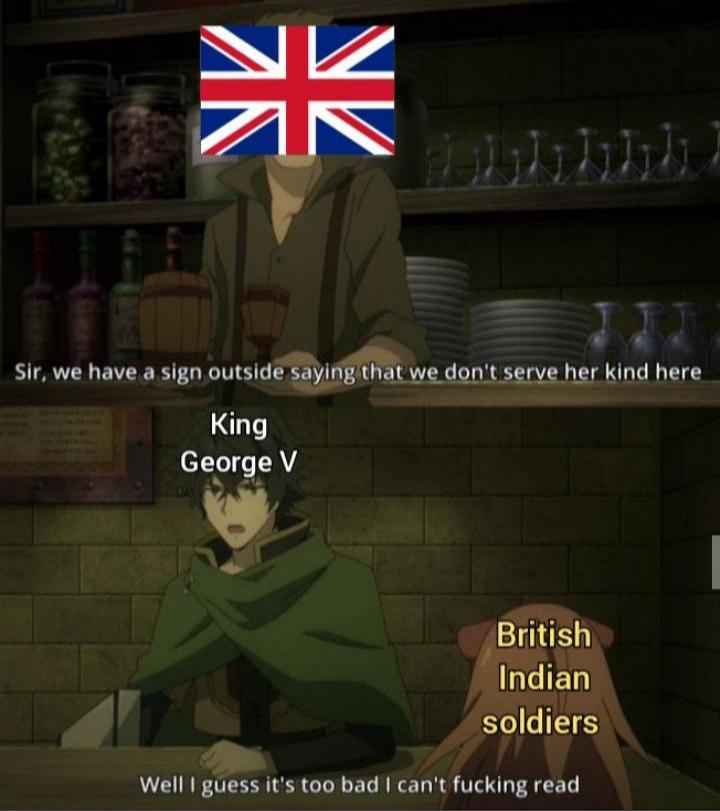 Sir, we have a sign outside saying that we don't serve her kind here
King
George V
British
Indian
soldiers
Well I guess it's too bad I can't fucking read